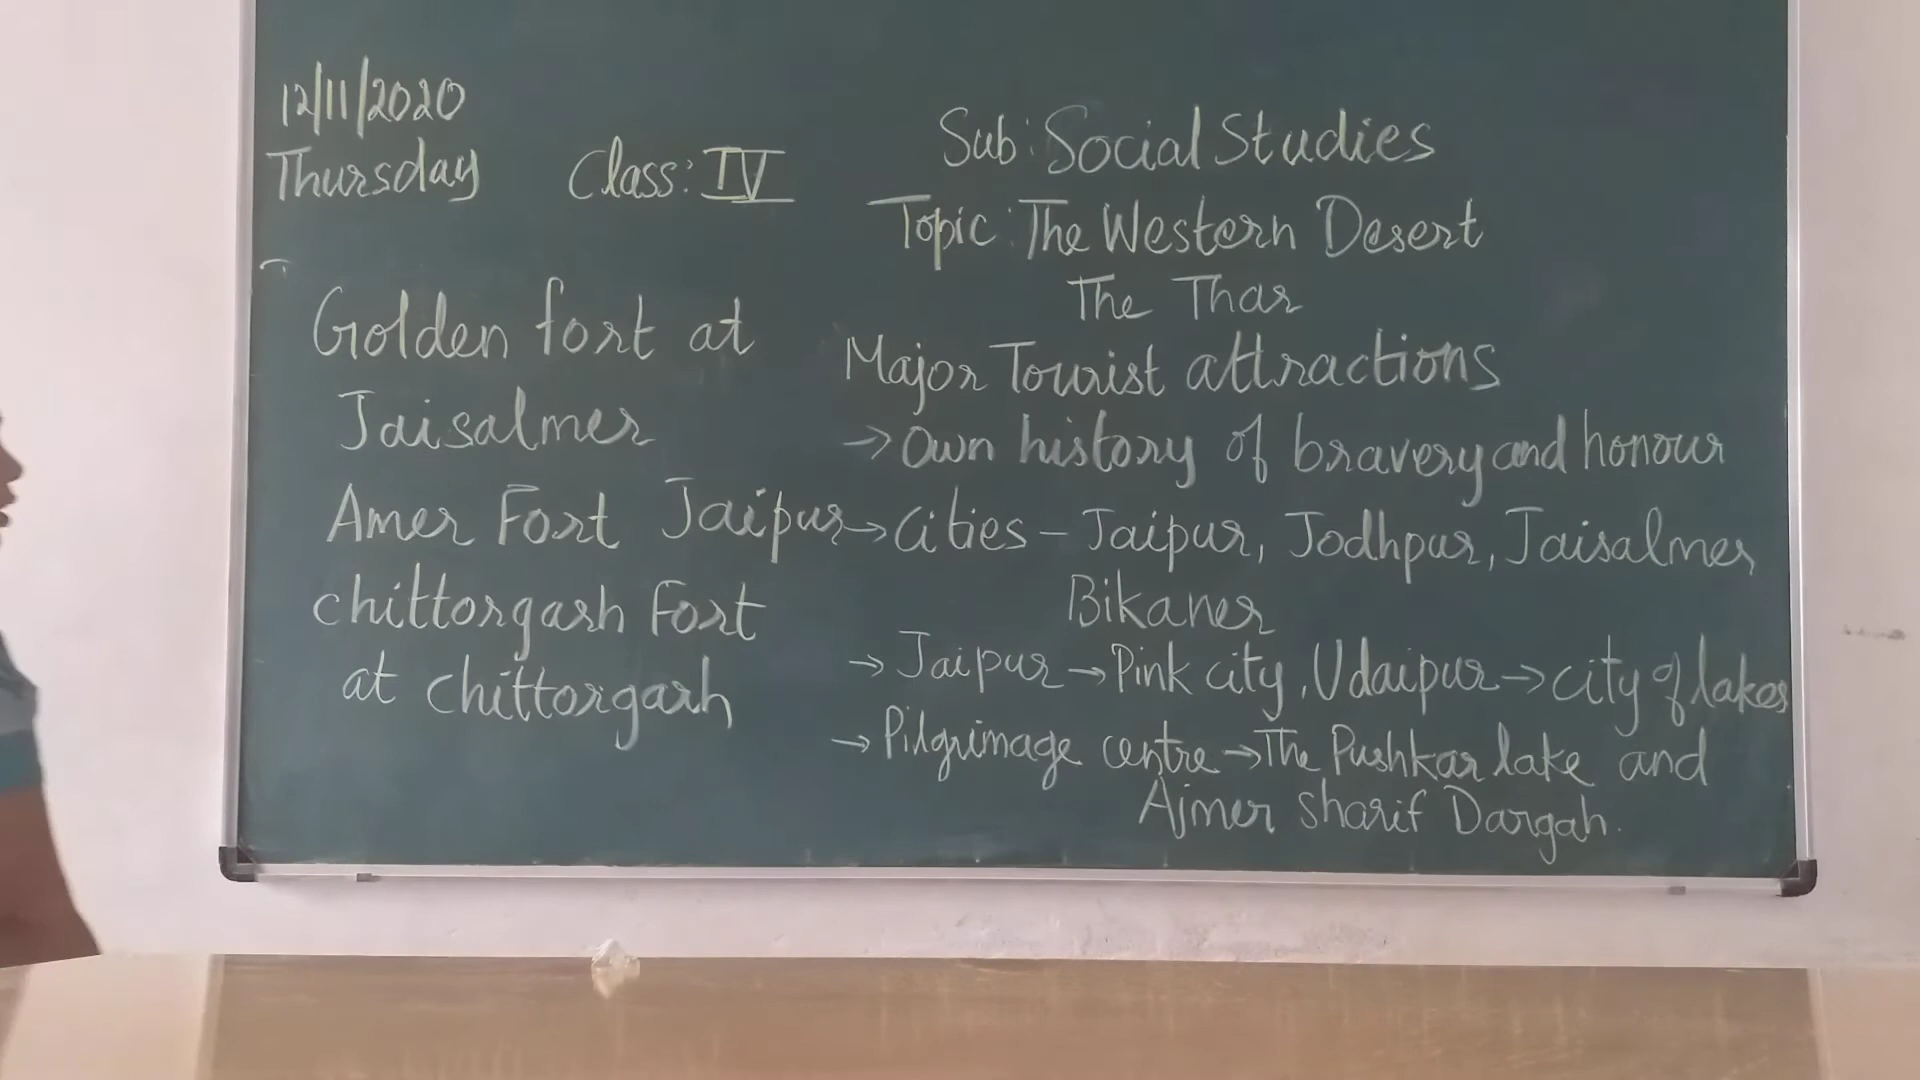 12/11/2020
Thursday
Class: IV
Golden fort at
Jaisalmer
Amer Fort Jaipur
chittorgarh Fort
at chittorgarh
Sub: Social Studies
Topic: The Western Desert
The Thar
Major Tourist attractions
→ Own history of bravery and honour
→ Cities – Jaipur, Jodhpur, Jaisalmer
Bikaner
→ Jaipur → Pink city, Udaipur → city of lakes
→ Pilgrimage centre → The Pushkar lake and
Ajmer Sharif Dargah.